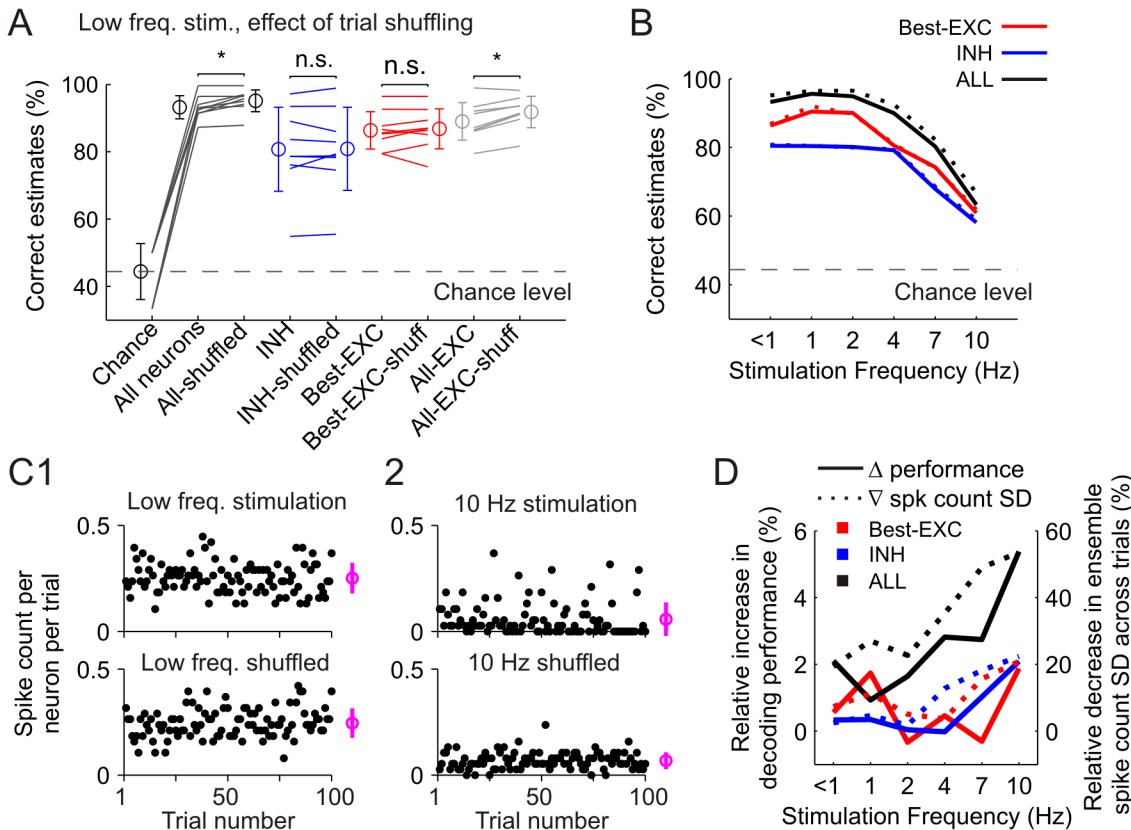 A
Low freq. stim., effect of trial shuffling
*
n.s.
n.s.
*
Correct estimates (%)
100
80
60
40
Chance level
Chance
All neurons
All-shuffled
INH
INH-shuffled
Best-EXC
Best-EXC-shuff
All-EXC
All-EXC-shuff
B
Best-EXC
INH
ALL
Correct estimates (%)
100
80
60
40
Chance level
<1
1
2
4
7
10
Stimulation Frequency (Hz)
C1
Low freq. stimulation
0.5
0
Low freq. shuffled
0.5
0
Spike count per
neuron per trial
1
50
100
Trial number
2
10 Hz stimulation
0.5
0
10 Hz shuffled
0.5
0
1
50
100
Trial number
D
Δ performance
∇ spk count SD
Best-EXC
INH
ALL
Relative increase in
decoding performance (%)
6
4
2
0
60
40
20
0
Relative decrease in ensemble
spike count SD across trials (%)
<1
1
2
4
7
10
Stimulation Frequency (Hz)